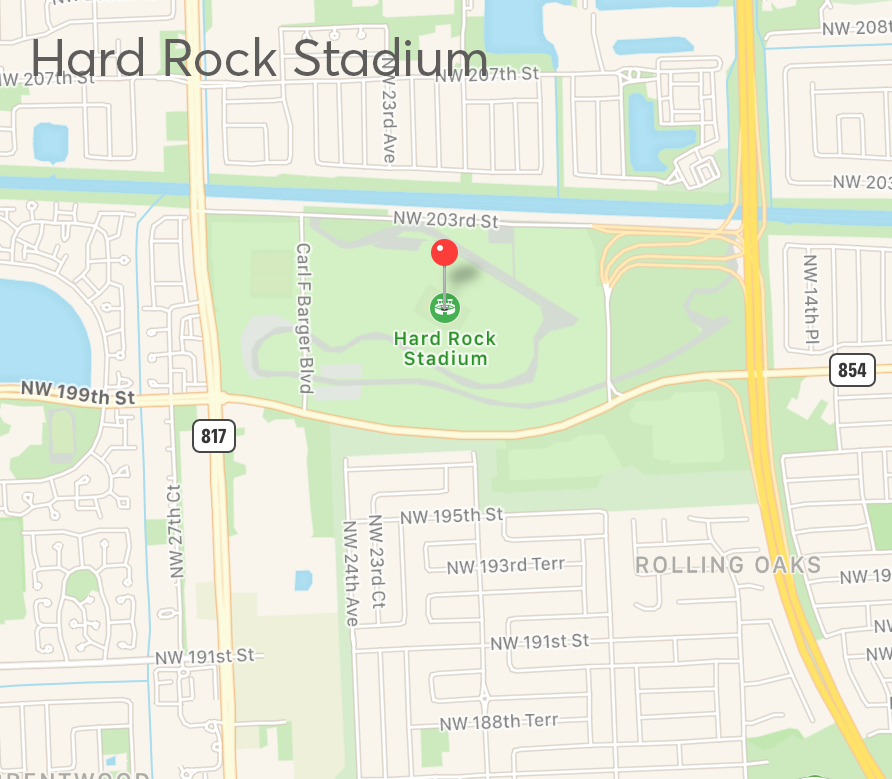 Hard Rock Stadium
NW 208t
NW 207th St
NW 207th St
NW 23rd Ave
NW 203
NW 203rd St
Carl F Barger Blvd
NW 14th Pl
Hard Rock
Stadium
854
NW 199th St
817
NW 27th Ct
NW 24th Ave
NW 23rd Ct
NW 195th St
NW 193rd Terr
ROLLING OAKS
NW 19
NW 191st St
NW 191st St
NW
NW
NW 188th Terr
RENTWOOD